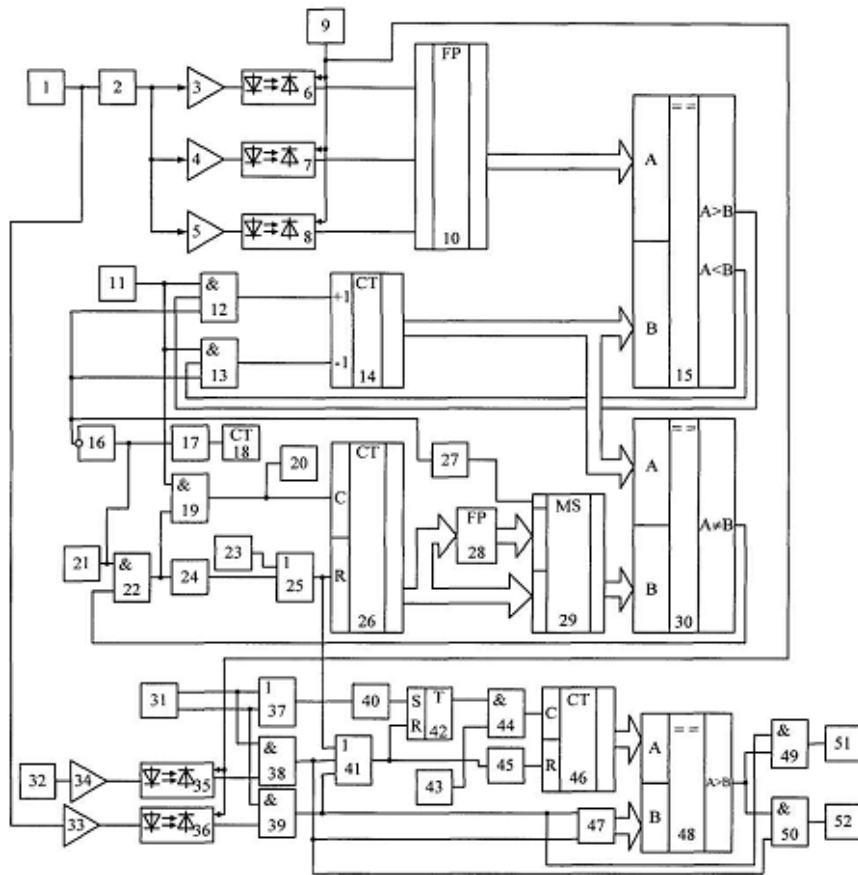 9
FP
1
2
3
6
==
4
7
A
5
8
10
A>B
A<B
11
&
12
+1
CT
B
&
13
-1
14
15
16
17
CT
18
20
CT
27
==
A
&
19
C
MS
FP
28
A≠B
21
&
22
24
23
1
25
R
26
29
B
30
31
1
37
40
S
T
R
42
&
44
C
CT
==
&
49
51
32
34
35
&
38
1
41
43
45
R
46
A
A>B
33
36
&
39
47
B
48
&
50
52